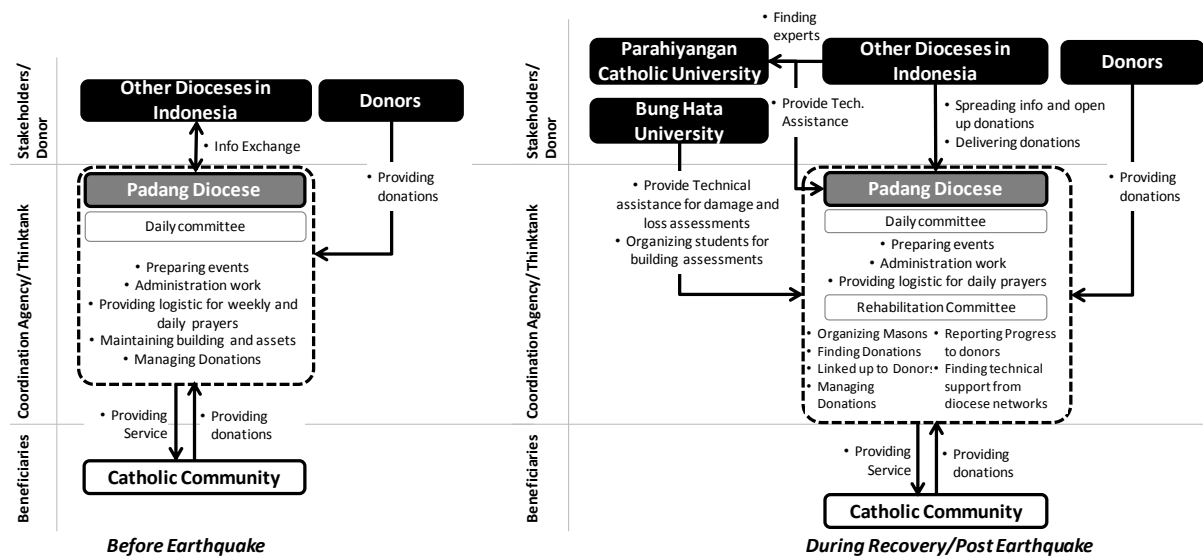 Stakeholders/
Donor
Other Dioceses in
Indonesia
Donors
• Info Exchange
• Providing
donations
Coordination Agency/ Thinktank
Padang Diocese
Daily committee
• Preparing events
• Administration work
• Providing logistic for weekly and
daily prayers
• Maintaining building and assets
• Managing Donations
• Providing
Service
• Providing
donations
Beneficiaries
Catholic Community
Before Earthquake
Stakeholders/
Donor
• Finding
experts
Parahiyangan
Catholic University
Other Dioceses in
Indonesia
Donors
Bung Hata
University
• Provide Tech.
Assistance
• Spreading info and open
up donations
• Delivering donations
Coordination Agency/ Thinktank
• Provide Technical
assistance for damage and
loss assessments
• Organizing students for
building assessments
• Providing
donations
Padang Diocese
Daily committee
• Preparing events
• Administration work
• Providing logistic for daily prayers
Rehabilitation Committee
• Organizing Masons
• Finding Donations
• Linked up to Donors
• Managing
Donations
• Reporting Progress
to donors
• Finding technical
support from
diocese networks
• Providing
Service
• Providing
donations
Beneficiaries
Catholic Community
During Recovery/Post Earthquake